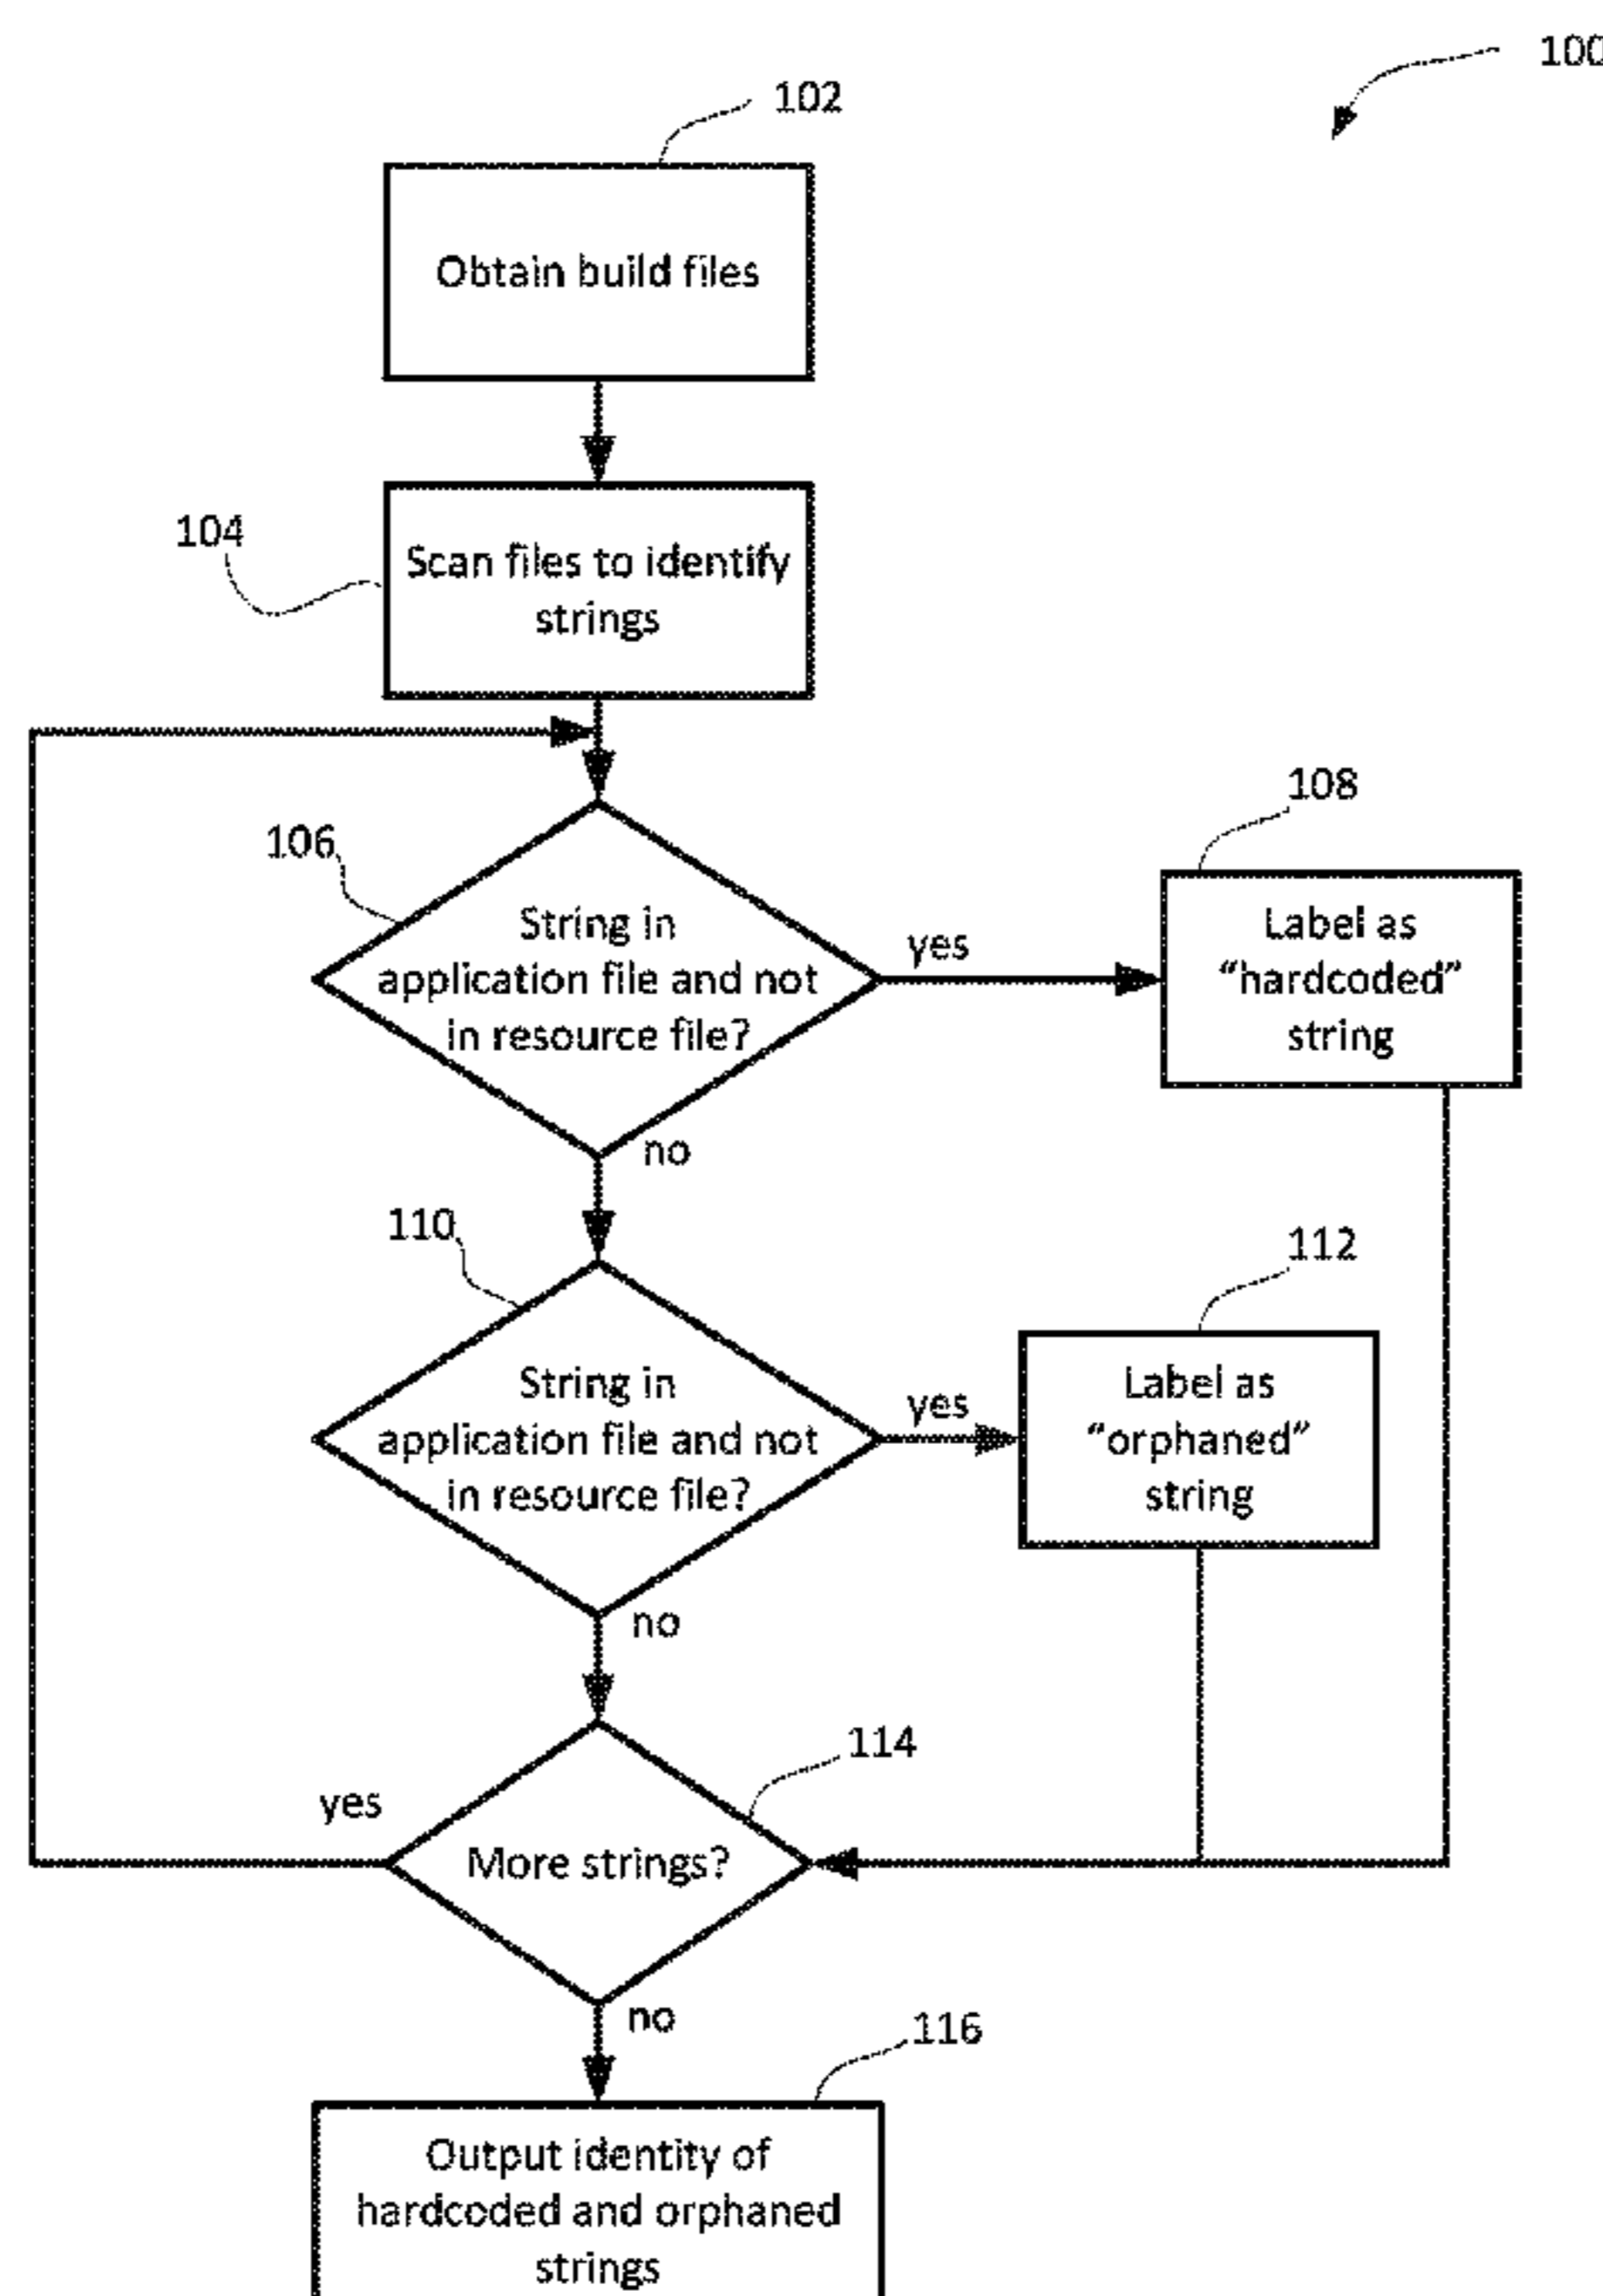 100
102
Obtain build files
104
Scan files to identify
strings
106
String in
application file and not
in resource file?
yes
108
Label as
“hardcoded”
string
no
110
String in
application file and not
in resource file?
yes
112
Label as
“orphaned”
string
no
114
yes
More strings?
no
116
Output identity of
hardcoded and orphaned
strings